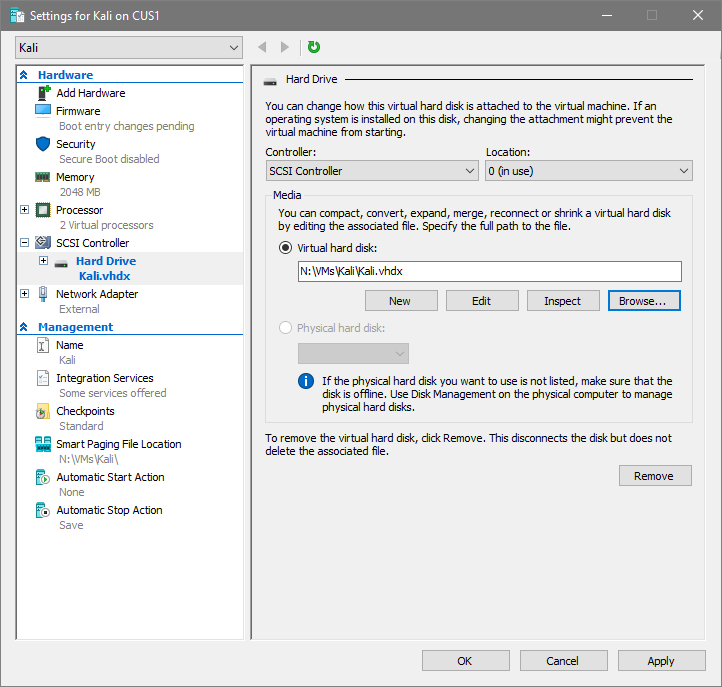 Settings for Kali on CUS1
Kali
Hardware
Add Hardware
Firmware
Boot entry changes pending
Security
Secure Boot disabled
Memory
2048 MB
Processor
2 Virtual processors
SCSI Controller
Hard Drive
Kali.vhdx
Network Adapter
External
Management
Name
Kali
Integration Services
Some services offered
Checkpoints
Standard
Smart Paging File Location
N:\VMs\Kali\
Automatic Start Action
None
Automatic Stop Action
Save
Hard Drive
You can change how this virtual hard disk is attached to the virtual machine. If an
operating system is installed on this disk, changing the attachment might prevent the
virtual machine from starting.
Controller: Location:
SCSI Controller 0 (in use)
Media
You can compact, convert, expand, merge, reconnect or shrink a virtual hard disk
by editing the associated file. Specify the full path to the file.
Virtual hard disk:
N:\VMs\Kali\Kali.vhdx
New Edit Inspect Browse...
Physical hard disk:
If the physical hard disk you want to use is not listed, make sure that the
disk is offline. Use Disk Management on the physical computer to manage
physical hard disks.
To remove the virtual hard disk, click Remove. This disconnects the disk but does not
delete the associated file.
Remove
OK Cancel Apply